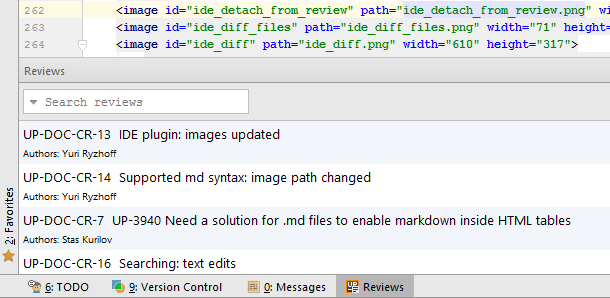 262 <image id="ide_detach_from_review" path="ide_detach_from_review.png" wi
263 <image id="ide_diff_files" path="ide_diff_files.png" width="71" height=
264 <image id="ide_diff" path="ide_diff.png" width="610" height="317">
Reviews
Search reviews
UP-DOC-CR-13 IDE plugin: images updated
Authors: Yuri Ryzhoff
UP-DOC-CR-14 Supported md syntax: image path changed
Authors: Yuri Ryzhoff
UP-DOC-CR-7 UP-3940 Need a solution for .md files to enable markdown inside HTML tables
Authors: Stas Kurilov
UP-DOC-CR-16 Searching: text edits
2: Favorites
6: TODO 9: Version Control 0: Messages UP Reviews